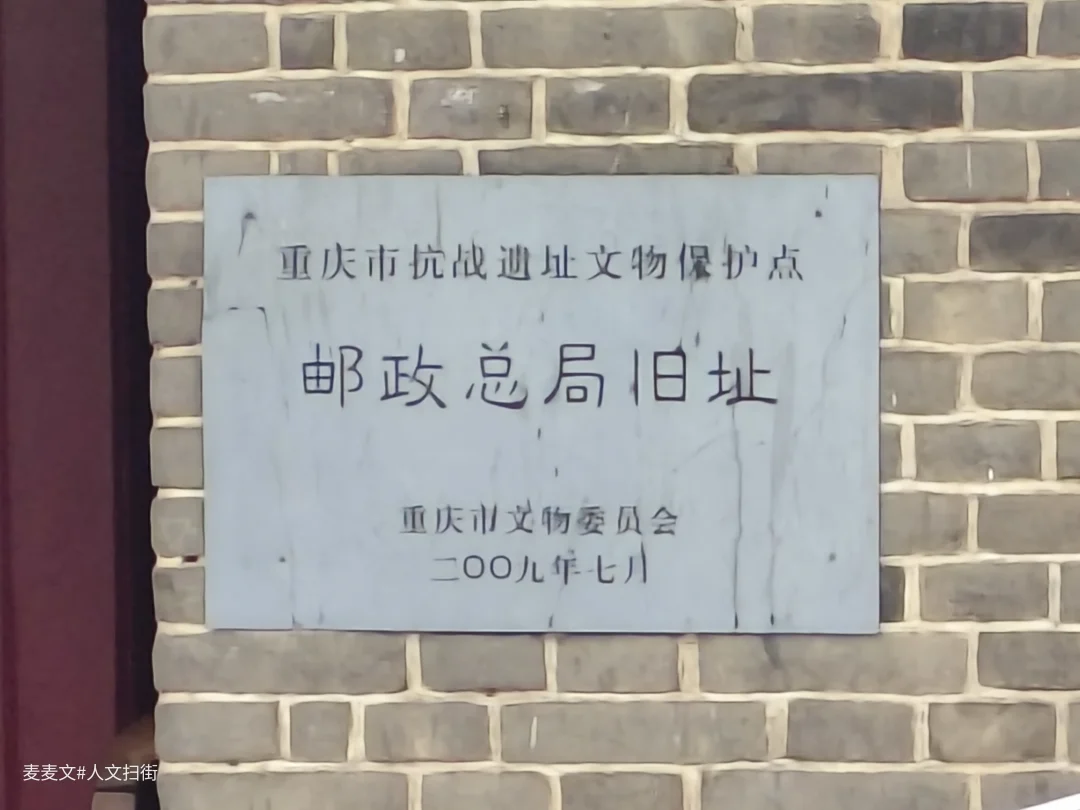 重庆市抗战遗址文物保护点
邮政总局旧址
重庆市文物委员会
二〇〇九年七月
麦麦文#人文扫街